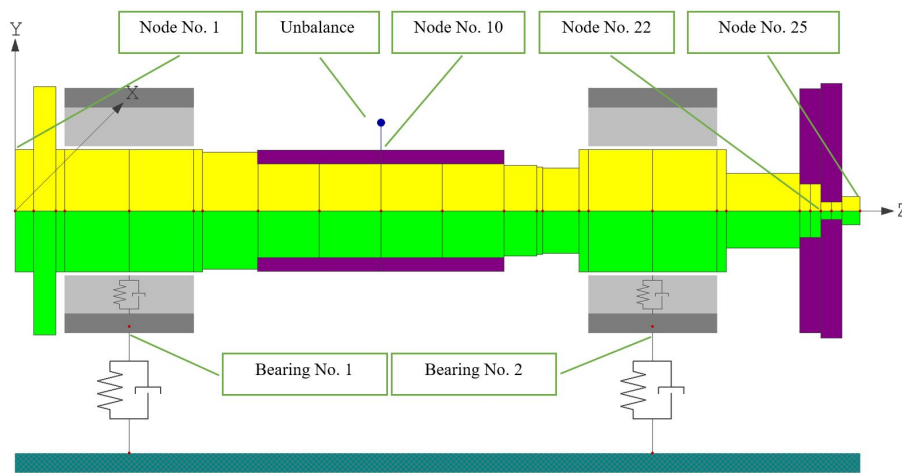 Node No. 1
Unbalance
Node No. 10
Node No. 22
Node No. 25
Y
X
Z
Bearing No. 1
Bearing No. 2